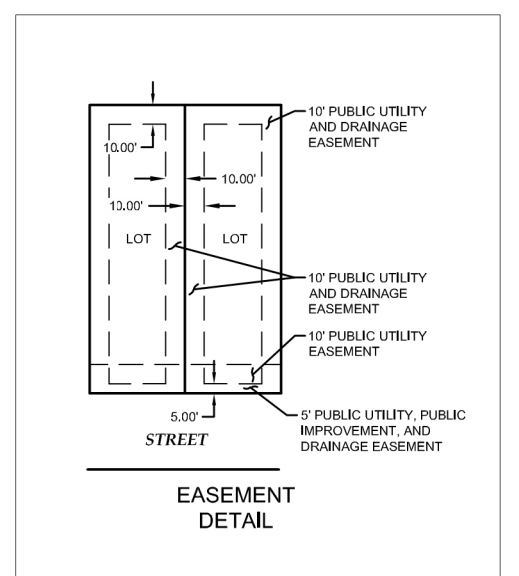 10' PUBLIC UTILITY
AND DRAINAGE
EASEMENT
10.00'
10.00'
10.00'
LOT
LOT
10' PUBLIC UTILITY
AND DRAINAGE
EASEMENT
10' PUBLIC UTILITY
EASEMENT
5.00'
5' PUBLIC UTILITY, PUBLIC
IMPROVEMENT, AND
DRAINAGE EASEMENT
STREET
EASEMENT
DETAIL